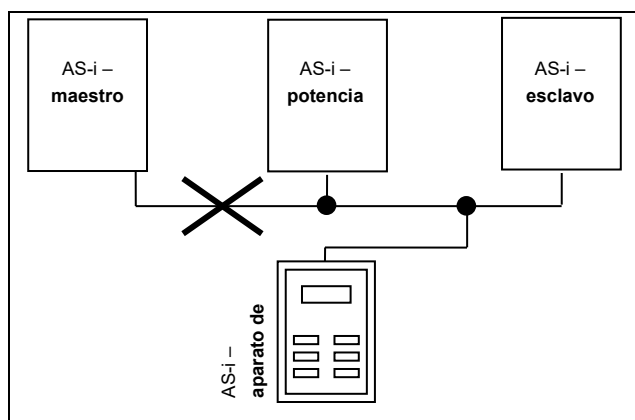 AS-i –
maestro
AS-i –
potencia
AS-i –
esclavo
AS-i –
aparato de